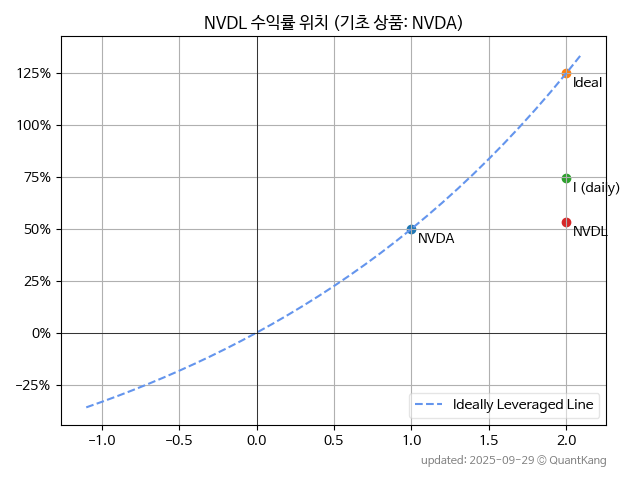 NVDL 수익률 위치 (기초 상품: NVDA)
125%
Ideal
100%
75%
I (daily)
50%
NVDA
NVDL
25%
0%
−25%
Ideally Leveraged Line
−1.0 −0.5 0.0 0.5 1.0 1.5 2.0
updated: 2025-09-29 © QuantKang